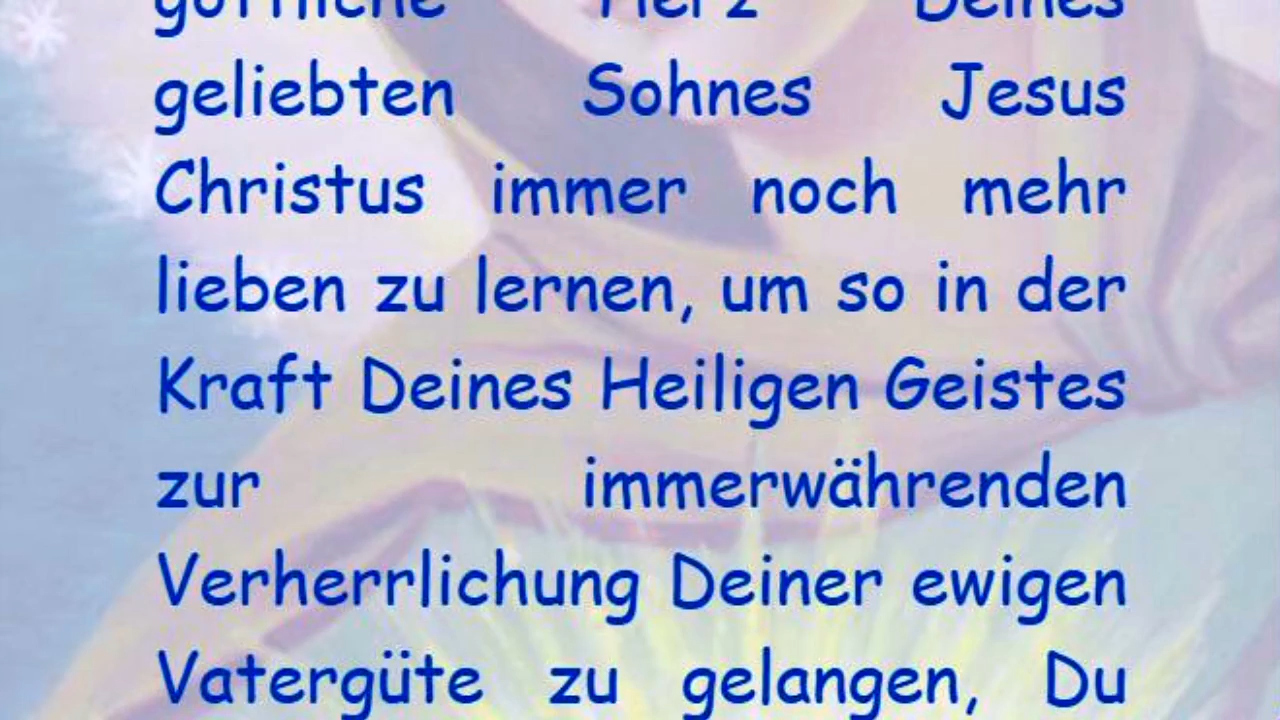 göttliche Herz Deines
geliebten Sohnes Jesus
Christus immer noch mehr
lieben zu lernen, um so in der
Kraft Deines Heiligen Geistes
zur immerwährenden
Verherrlichung Deiner ewigen
Vatergüte zu gelangen, Du